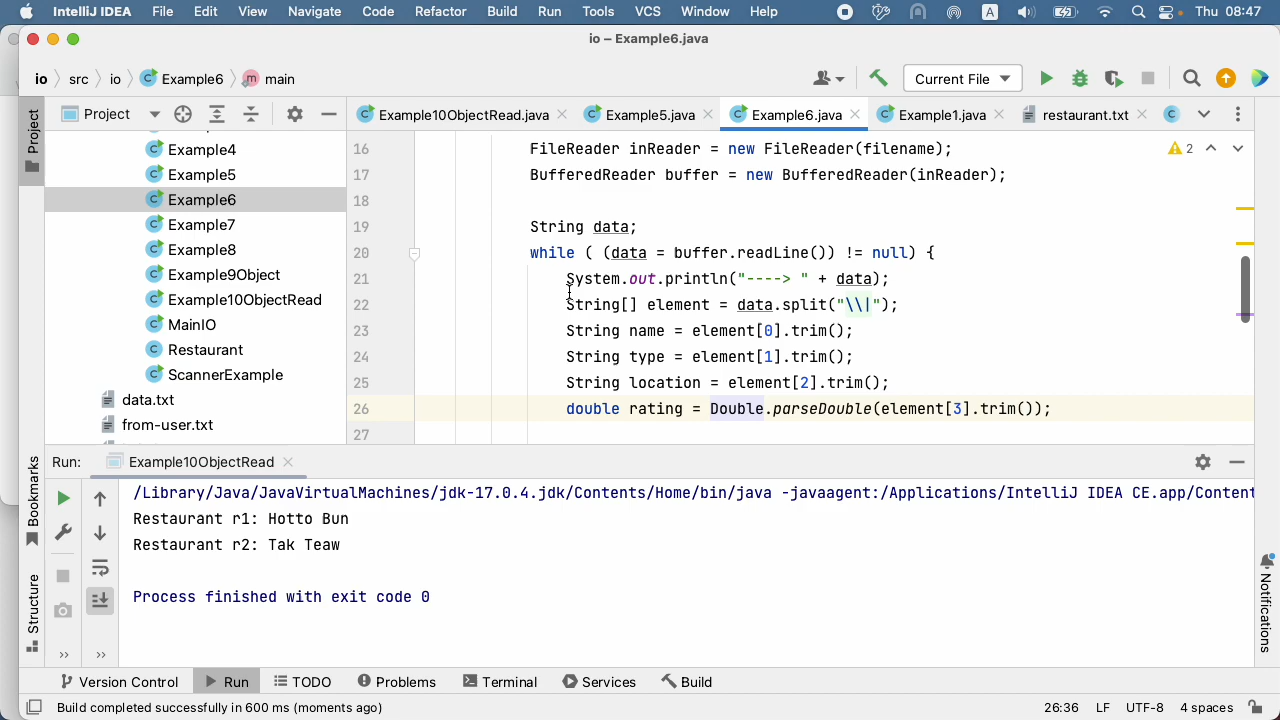 IntelliJ IDEA File Edit View Navigate Code Refactor Build Run Tools VCS Window Help A Thu 08:47
io – Example6.java
io src io Example6 m main Current File
Project
Project
Example10ObjectRead.java Example5.java Example6.java Example1.java restaurant.txt
Example4
Example5
Example6
Example7
Example8
Example9Object
Example10ObjectRead
MainIO
Restaurant
ScannerExample
data.txt
from-user.txt
2
16 FileReader inReader = new FileReader(filename);
17 BufferedReader buffer = new BufferedReader(inReader);
18
19 String data;
20 while ( (data = buffer.readLine()) != null) {
21 System.out.println("----> " + data);
22 String[] element = data.split("\\|");
23 String name = element[0].trim();
24 String type = element[1].trim();
25 String location = element[2].trim();
26 double rating = Double.parseDouble(element[3].trim());
27
Run: Example10ObjectRead
/Library/Java/JavaVirtualMachines/jdk-17.0.4.jdk/Contents/Home/bin/java -javaagent:/Applications/IntelliJ IDEA CE.app/Content
Restaurant r1: Hotto Bun
Restaurant r2: Tak Teaw
Process finished with exit code 0
Bookmarks
Structure
Notifications
Version Control Run TODO Problems Terminal Services Build
Build completed successfully in 600 ms (moments ago) 26:36 LF UTF-8 4 spaces